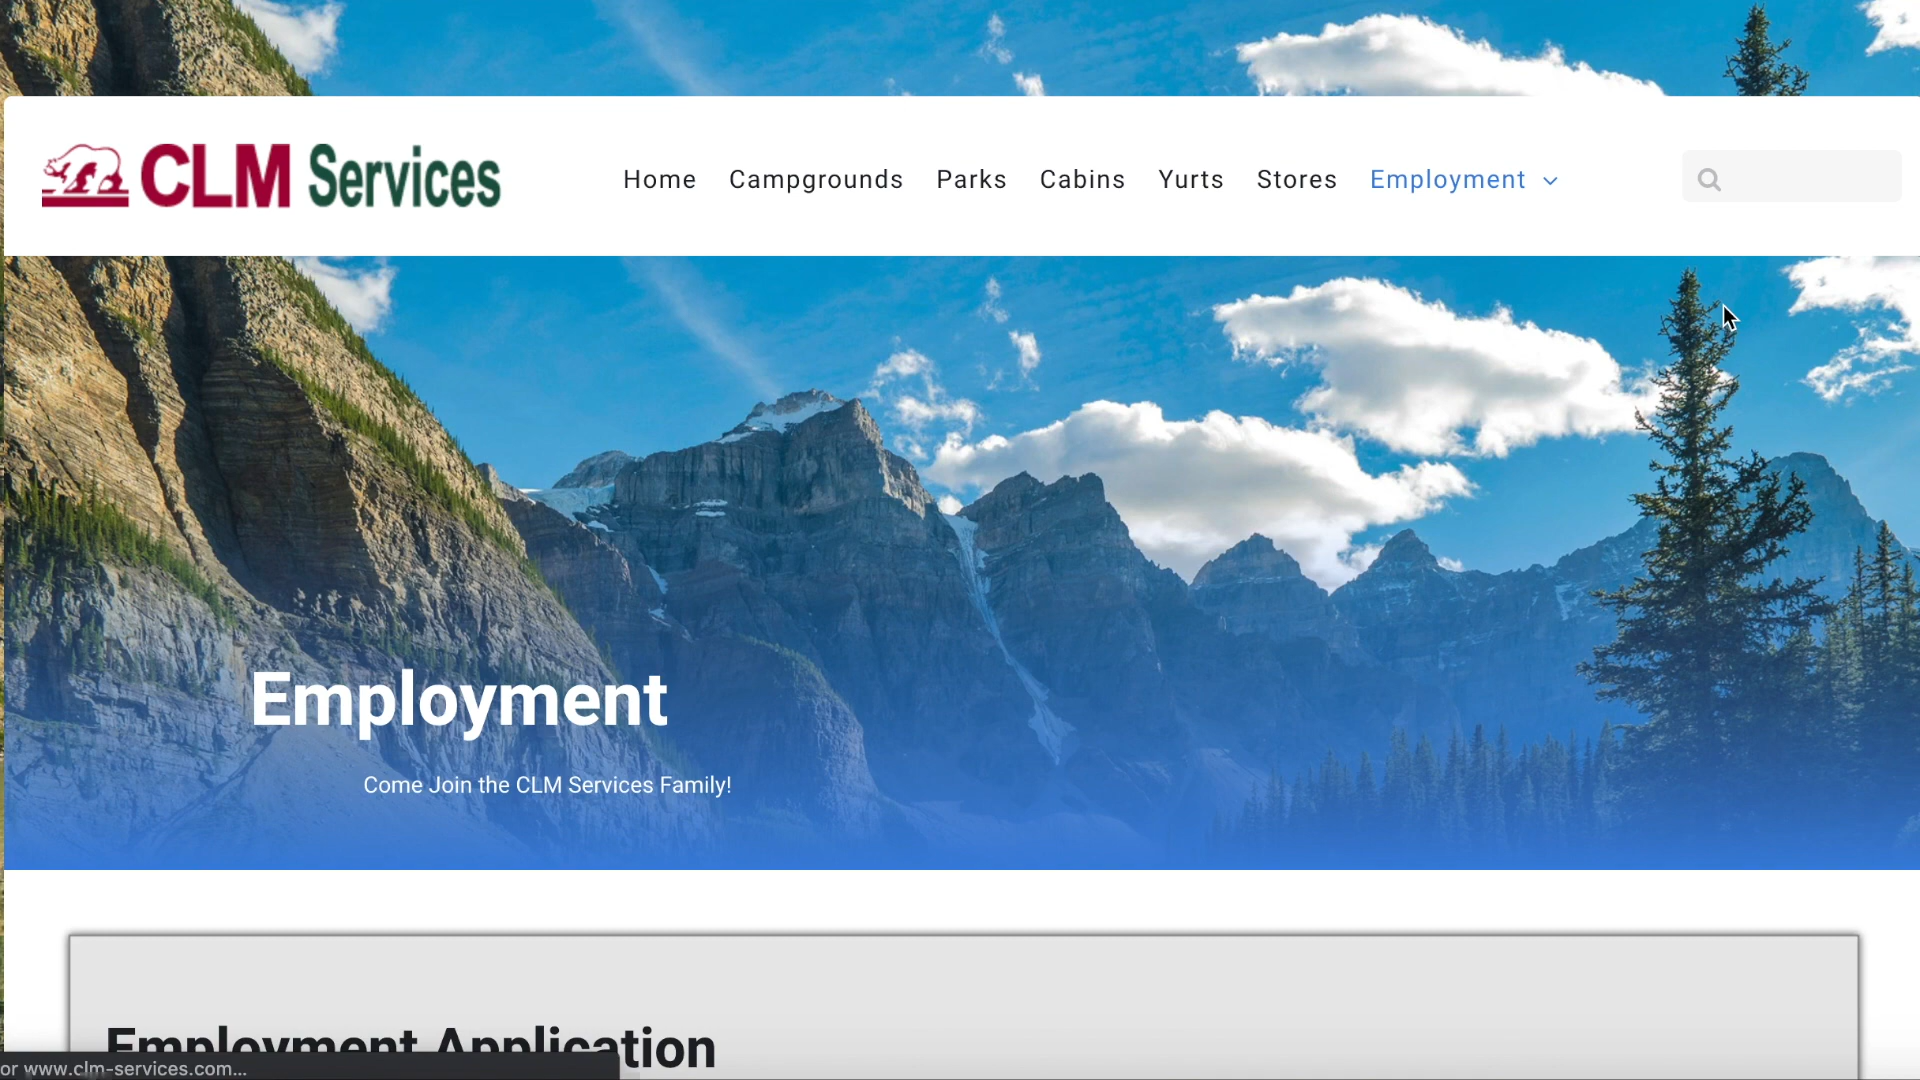 CLM Services
Home Campgrounds Parks Cabins Yurts Stores Employment
Employment
Come Join the CLM Services Family!
Employment Application
or www.clm-services.com...